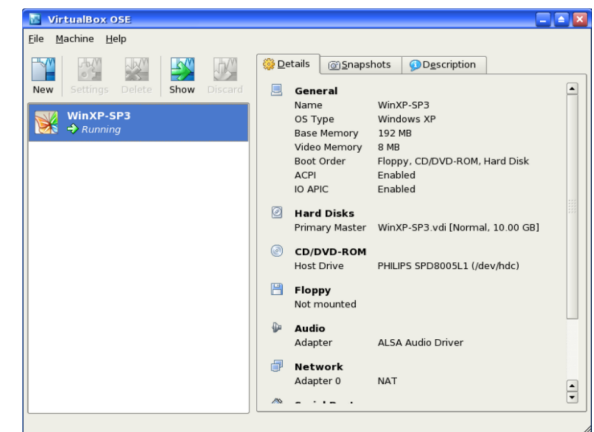 VirtualBox OSE
File Machine Help
New Settings Delete Show Discard
WinXP-SP3
Running
Details Snapshots Description
General
Name WinXP-SP3
OS Type Windows XP
Base Memory 192 MB
Video Memory 8 MB
Boot Order Floppy, CD/DVD-ROM, Hard Disk
ACPI Enabled
IO APIC Enabled
Hard Disks
Primary Master WinXP-SP3.vdi [Normal, 10.00 GB]
CD/DVD-ROM
Host Drive PHILIPS SPD8005L1 (/dev/hdc)
Floppy
Not mounted
Audio
Adapter ALSA Audio Driver
Network
Adapter 0 NAT